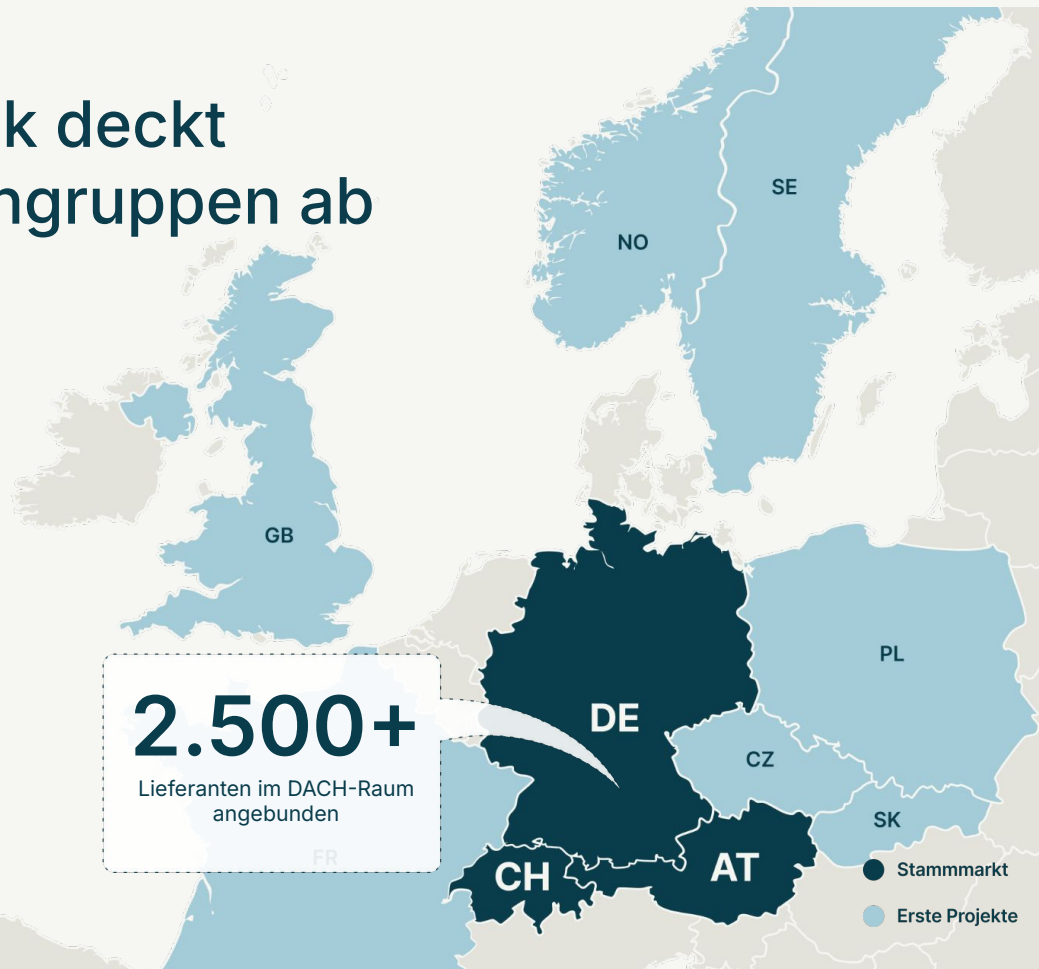 k deckt
ngruppen ab
SE
NO
GB
PL
2.500+
DE
CZ
Lieferanten im DACH-Raum
angebunden
SK
FR
CH
AT
Stammmarkt
Erste Projekte